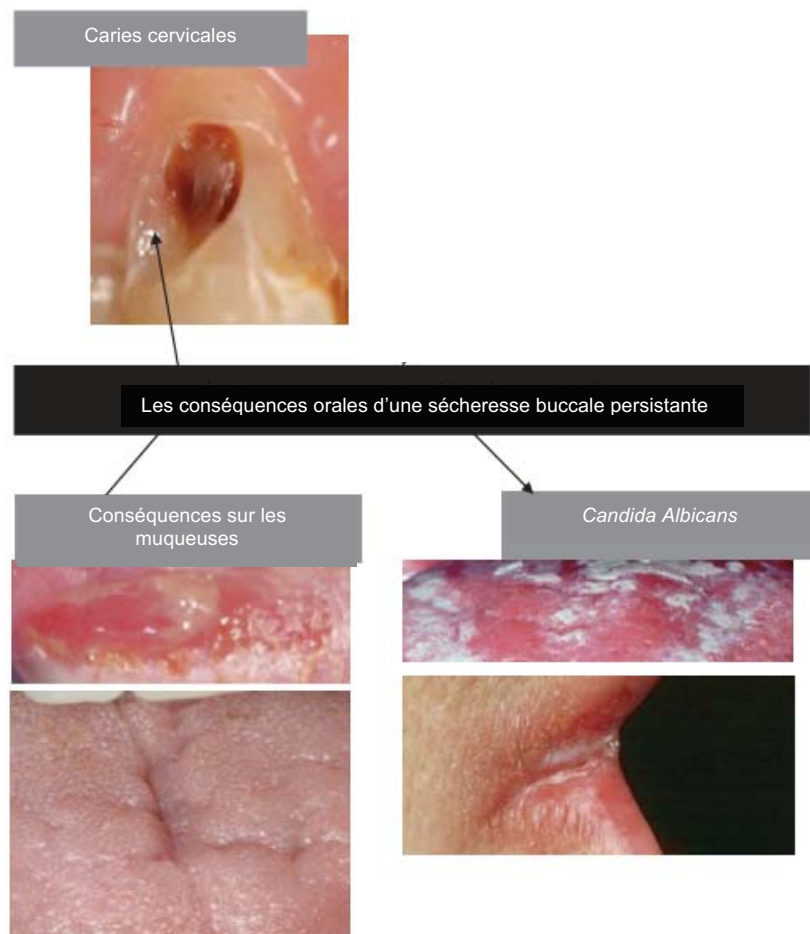 Caries cervicales
Les conséquences orales d’une sécheresse buccale persistante
Conséquences sur les
muqueuses
Candida Albicans